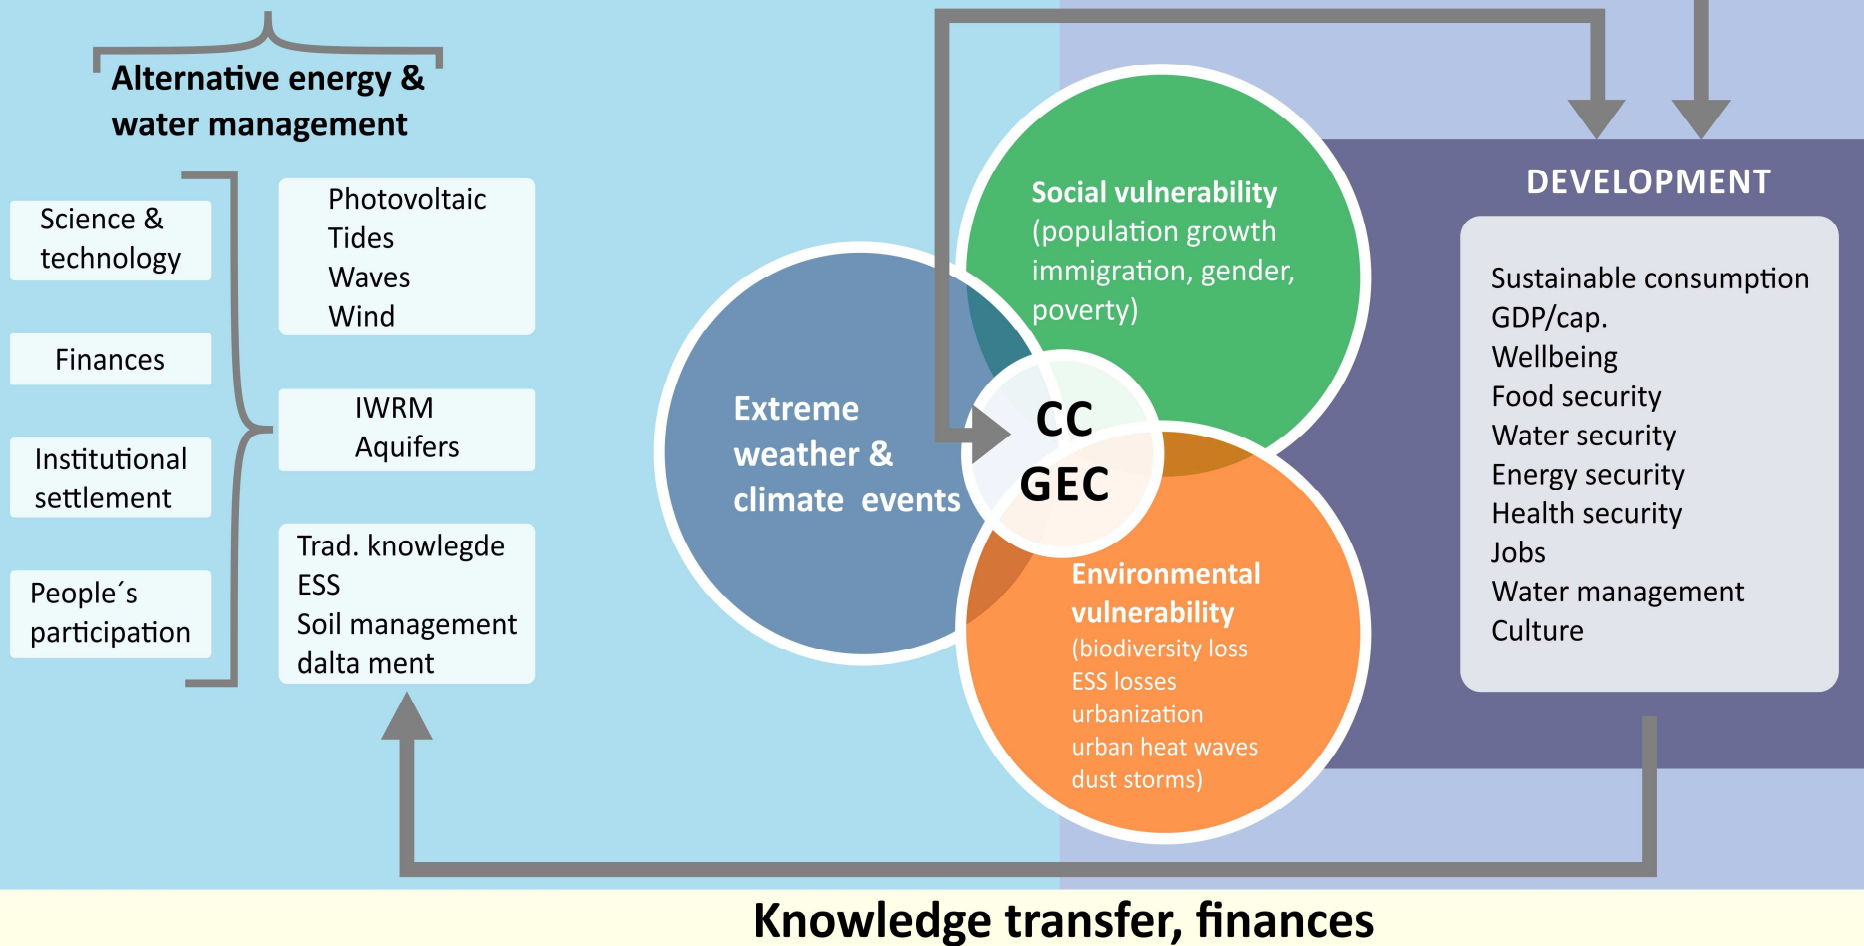 Alternative energy &
water management
Science &
technology
Finances
Institutional
settlement
People´s
participation
Photovoltaic
Tides
Waves
Wind
IWRM
Aquifers
Trad. knowlegde
ESS
Soil management
dalta ment
Extreme
weather &
climate events
Social vulnerability
(population growth
immigration, gender,
poverty)
CC
GEC
Environmental
vulnerability
(biodiversity loss
ESS losses
urbanization
urban heat waves
dust storms)
DEVELOPMENT
Sustainable consumption
GDP/cap.
Wellbeing
Food security
Water security
Energy security
Health security
Jobs
Water management
Culture
Knowledge transfer, finances